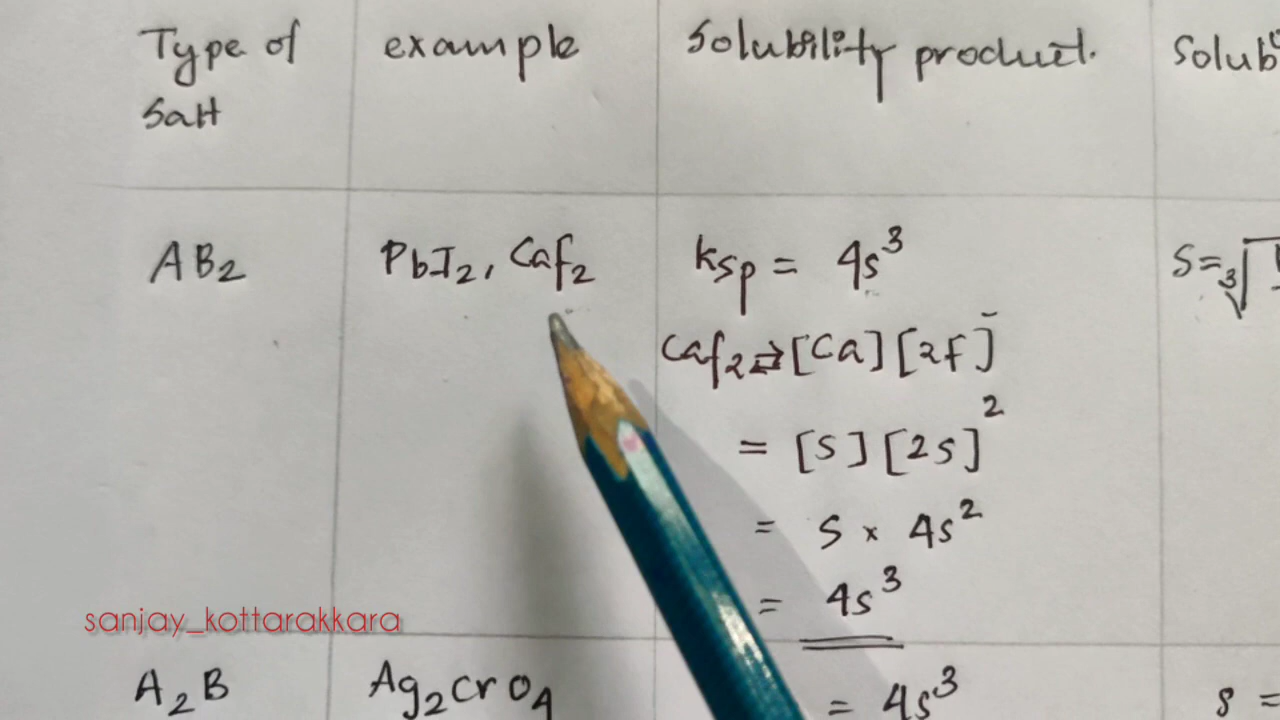 Type of Salt example Solubility product. Solub
AB2 PbI2, Caf2 ksp = 4s³ S=³√
Caf2 ⇄ [Ca] [2F]⁻
= [S] [2S]²
= S × 4s²
= 4s³
sanjay_kottarakkara
A2B Ag2CrO4 = 4s³ s =